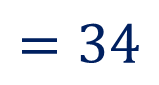 = 34